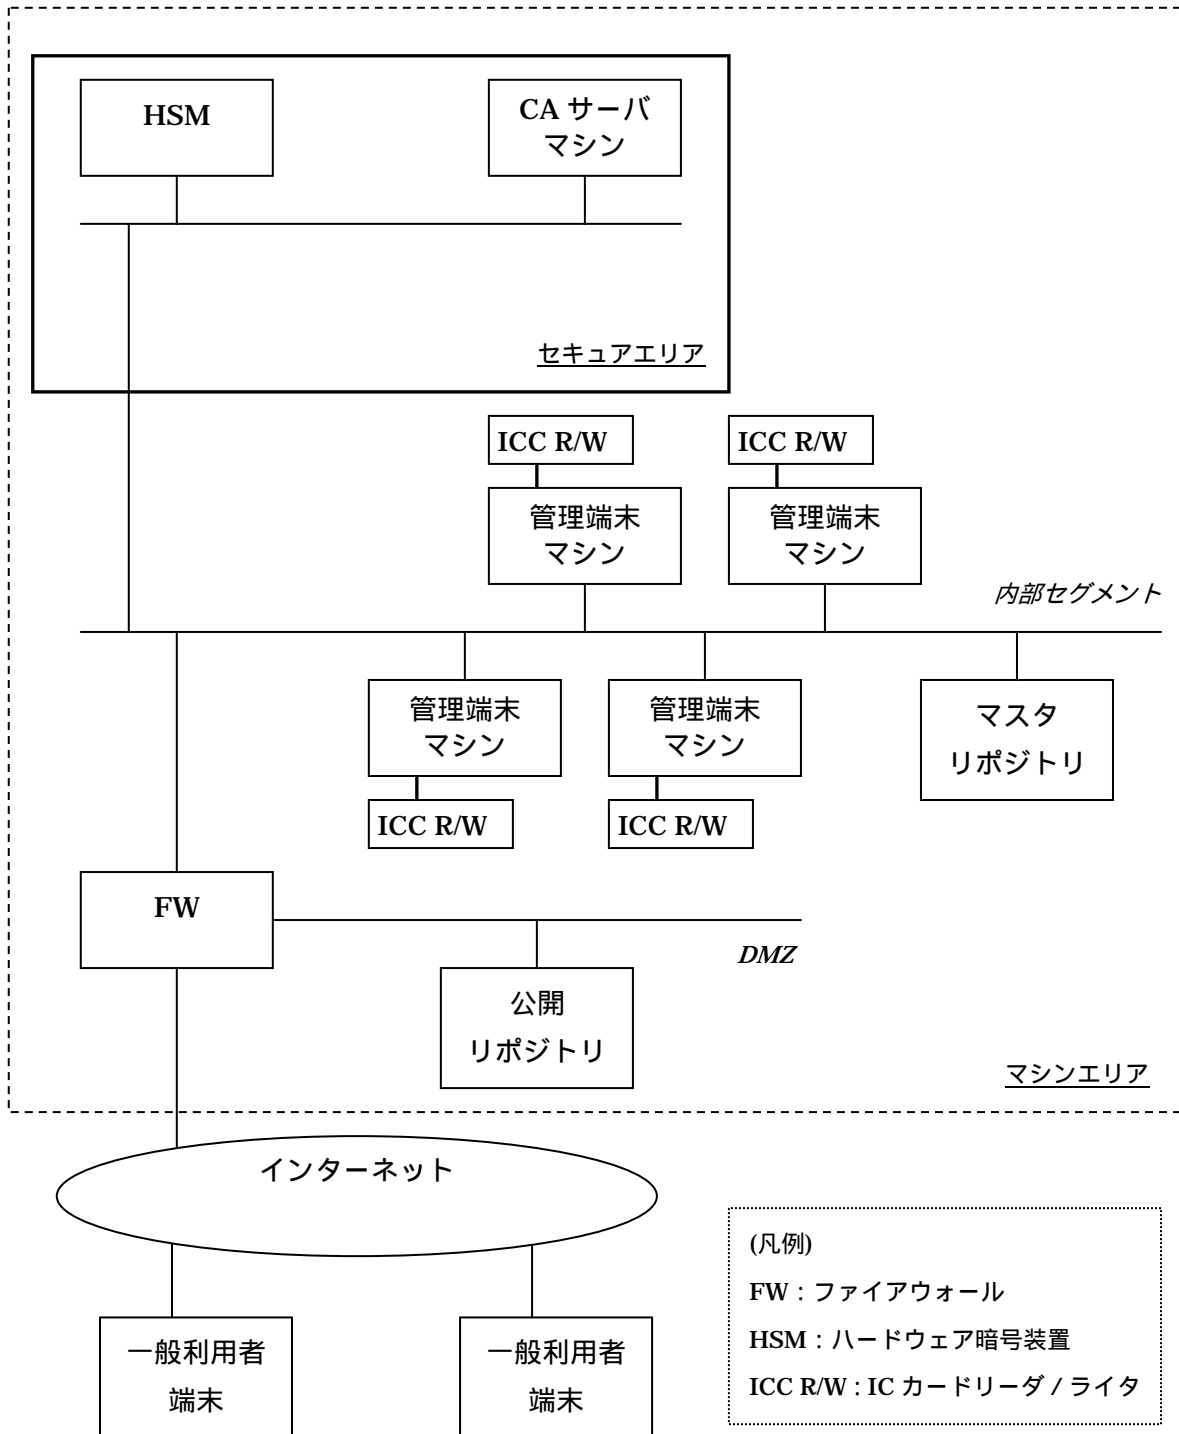 HSM
CA サーバ
マシン
セキュアエリア
ICC R/W
ICC R/W
管理端末
マシン
管理端末
マシン
内部セグメント
管理端末
マシン
管理端末
マシン
マスタ
リポジトリ
ICC R/W
ICC R/W
FW
DMZ
公開
リポジトリ
マシンエリア
インターネット
(凡例)
FW：ファイアウォール
HSM：ハードウェア暗号装置
ICC R/W：IC カードリーダ / ライタ
一般利用者
端末
一般利用者
端末